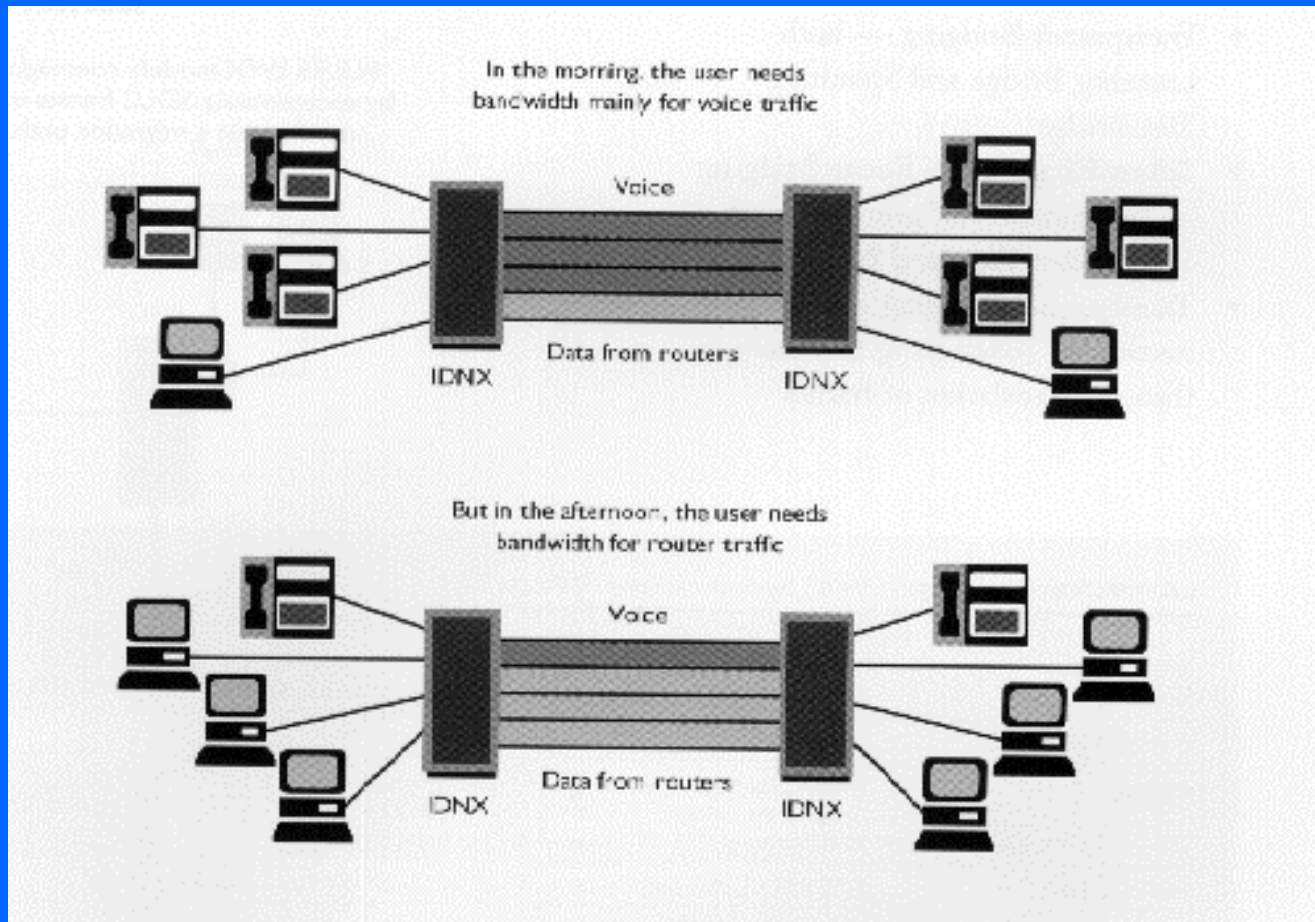 In the morning, the user needs
bandwidth mainly for voice traffic
Voice
Data from routers
IDNX
IDNX
But in the afternoon, the user needs
bandwidth for router traffic
Voice
Data from routers
IDNX
IDNX